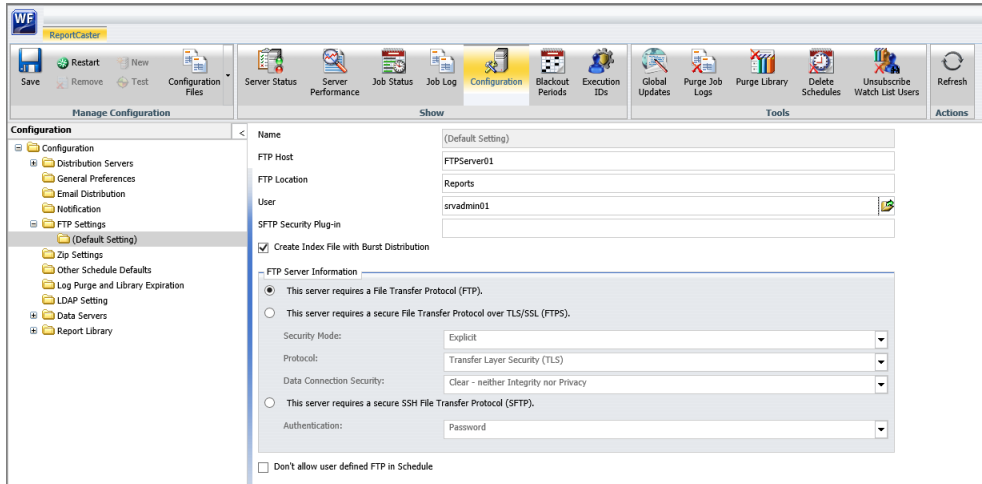 WF
ReportCaster
Save
Restart
New
Remove
Test
Configuration Files
Manage Configuration
Server Status
Server Performance
Job Status
Job Log
Configuration
Blackout Periods
Execution IDs
Show
Global Updates
Purge Job Logs
Purge Library
Delete Schedules
Unsubscribe Watch List Users
Tools
Refresh
Actions
Configuration
<
Configuration
Distribution Servers
General Preferences
Email Distribution
Notification
FTP Settings
(Default Setting)
Zip Settings
Other Schedule Defaults
Log Purge and Library Expiration
LDAP Setting
Data Servers
Report Library
Name (Default Setting)
FTP Host FTPServer01
FTP Location Reports
User srvadmin01
SFTP Security Plug-in
Create Index File with Burst Distribution
FTP Server Information
This server requires a File Transfer Protocol (FTP).
This server requires a secure File Transfer Protocol over TLS/SSL (FTPS).
Security Mode: Explicit
Protocol: Transfer Layer Security (TLS)
Data Connection Security: Clear - neither Integrity nor Privacy
This server requires a secure SSH File Transfer Protocol (SFTP).
Authentication: Password
Don't allow user defined FTP in Schedule